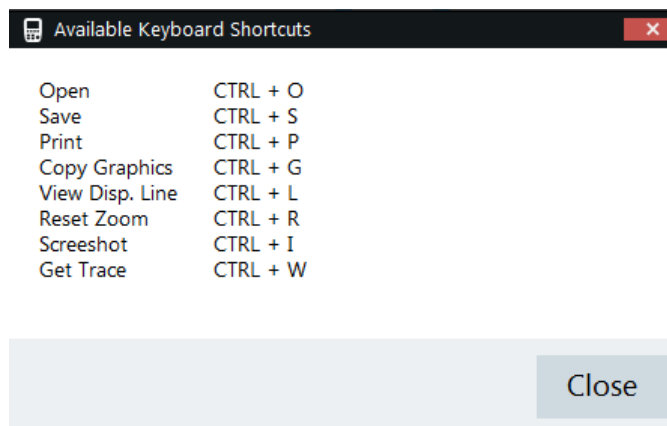 Available Keyboard Shortcuts
Open CTRL + O
Save CTRL + S
Print CTRL + P
Copy Graphics CTRL + G
View Disp. Line CTRL + L
Reset Zoom CTRL + R
Screeshot CTRL + I
Get Trace CTRL + W
Close